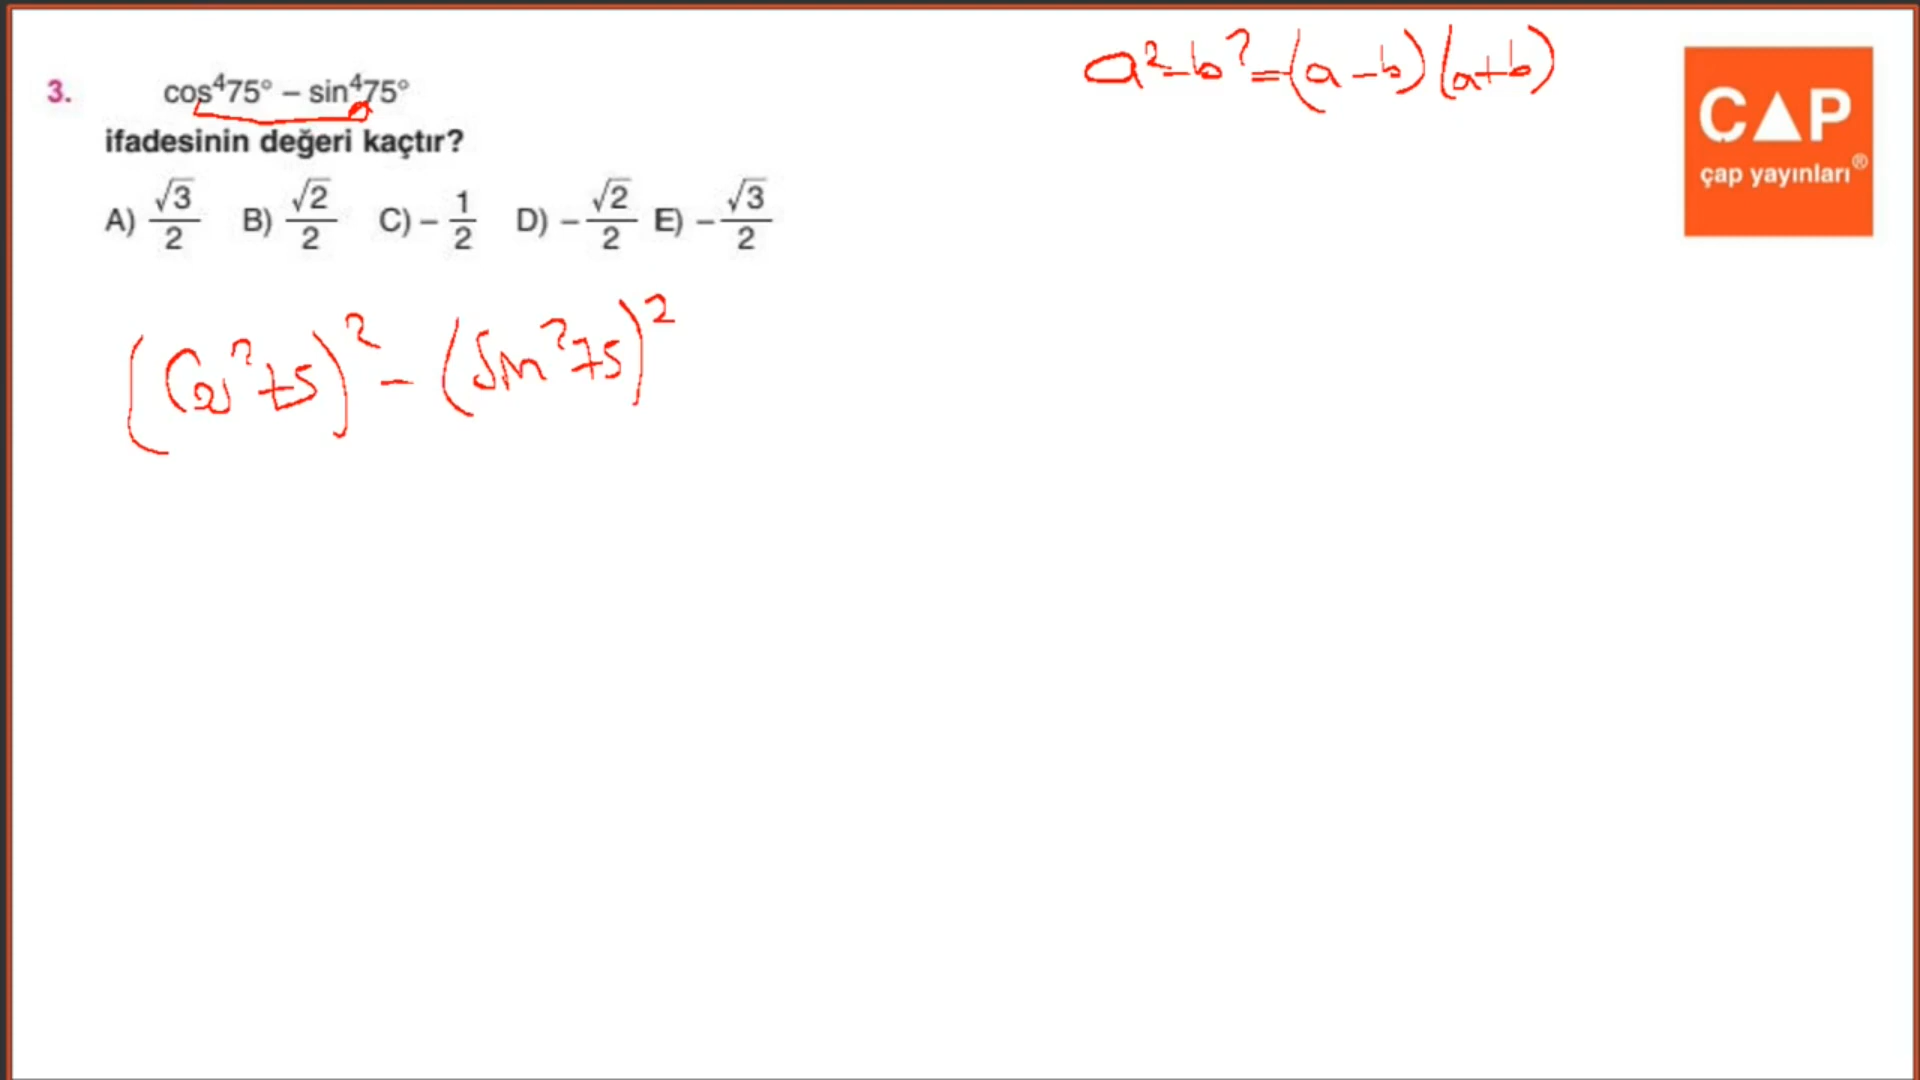 a²-b²=(a-b)(a+b)
3. cos⁴75° – sin⁴75°
ifadesinin değeri kaçtır?
A) √3/2 B) √2/2 C) –1/2 D) –√2/2 E) –√3/2
(Cos²75)² - (Sin²75)²
CAP
çap yayınları®